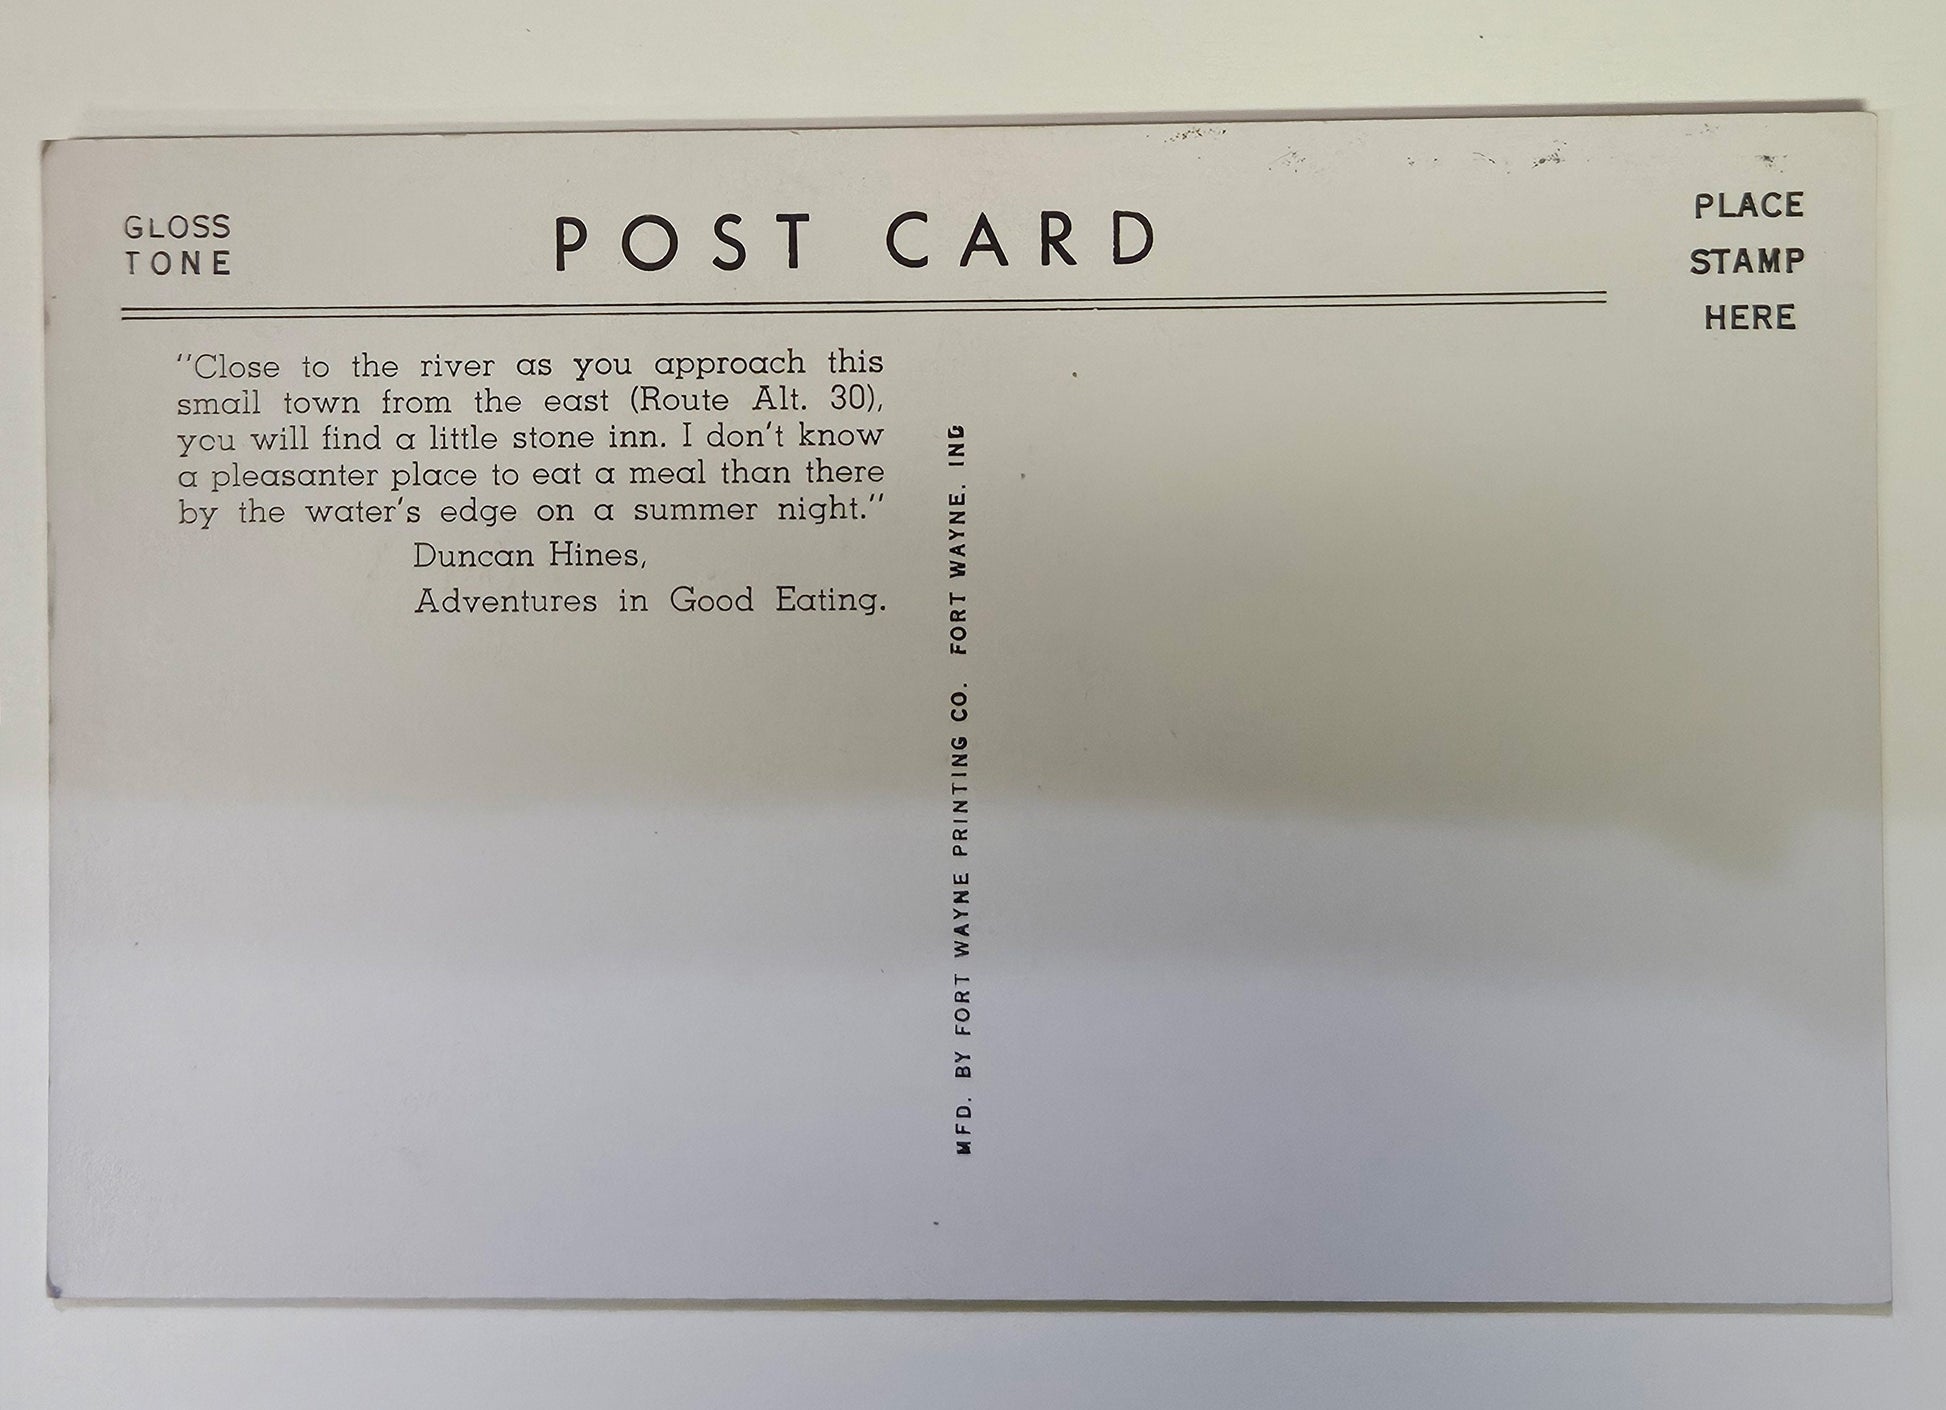 GLOSS
TONE
POST CARD
PLACE
STAMP
HERE
"Close to the river as you approach this
small town from the east (Route Alt. 30),
you will find a little stone inn. I don't know
a pleasanter place to eat a meal than there
by the water's edge on a summer night."
Duncan Hines,
Adventures in Good Eating.
MFD. BY FORT WAYNE PRINTING CO. FORT WAYNE, IND